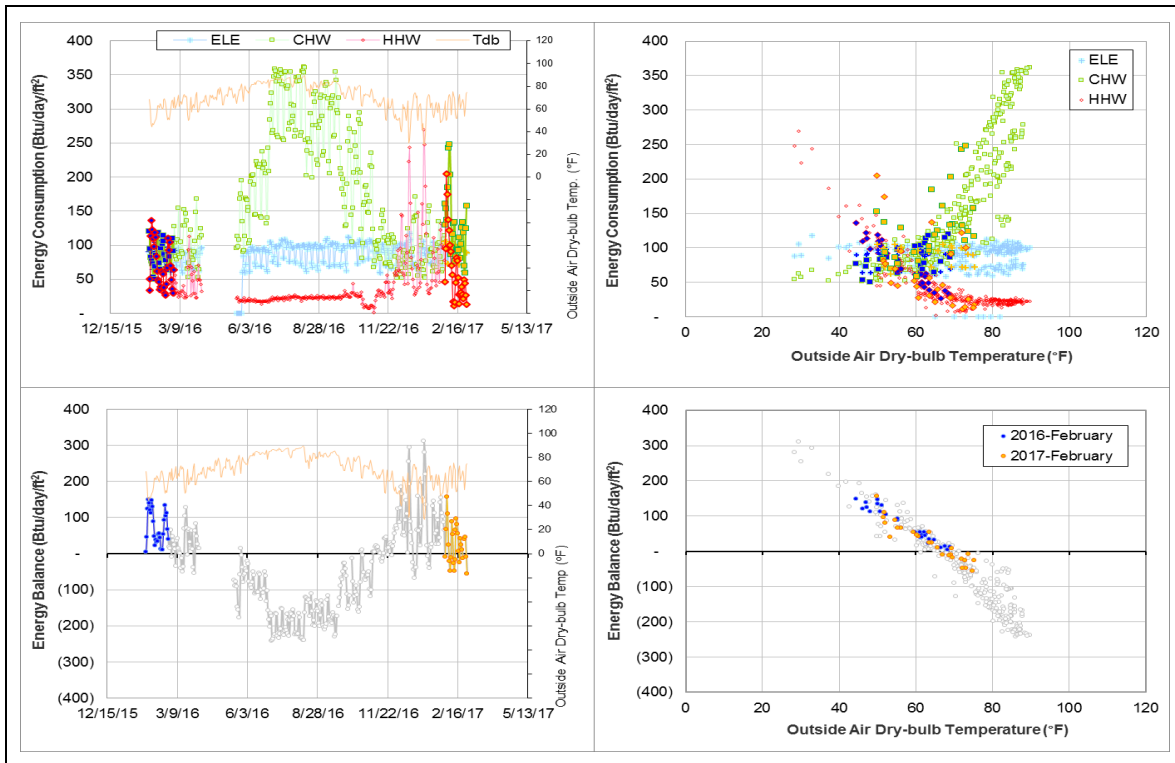 ELE CHW HHW Tdb
Energy Consumption (Btu/day/ft²)
400
350
300
250
200
150
100
50
-
120
100
80
60
40
20
0
Outside Air Dry-bulb Temp. (°F)
12/15/15 3/9/16 6/3/16 8/28/16 11/22/16 2/16/17 5/13/17
Energy Consumption (Btu/day/ft²)
400
350
300
250
200
150
100
50
-
ELE
CHW
HHW
0 20 40 60 80 100 120
Outside Air Dry-bulb Temperature (°F)
Energy Balance (Btu/day/ft²)
400
300
200
100
-
(100)
(200)
(300)
(400)
120
100
80
60
40
20
0
Outside Air Dry-bulb Temp (°F)
12/15/15 3/9/16 6/3/16 8/28/16 11/22/16 2/16/17 5/13/17
Energy Balance (Btu/day/ft²)
400
300
200
100
-
(100)
(200)
(300)
(400)
2016-February
2017-February
0 20 40 60 80 100 120
Outside Air Dry-bulb Temperature (°F)